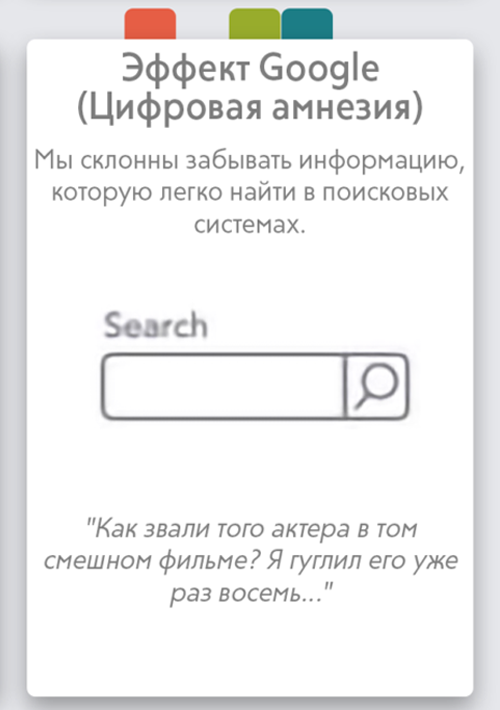 Эффект Google
(Цифровая амнезия)
Мы склонны забывать информацию,
которую легко найти в поисковых
системах.
Search
"Как звали того актера в том
смешном фильме? Я гуглил его уже
раз восемь..."